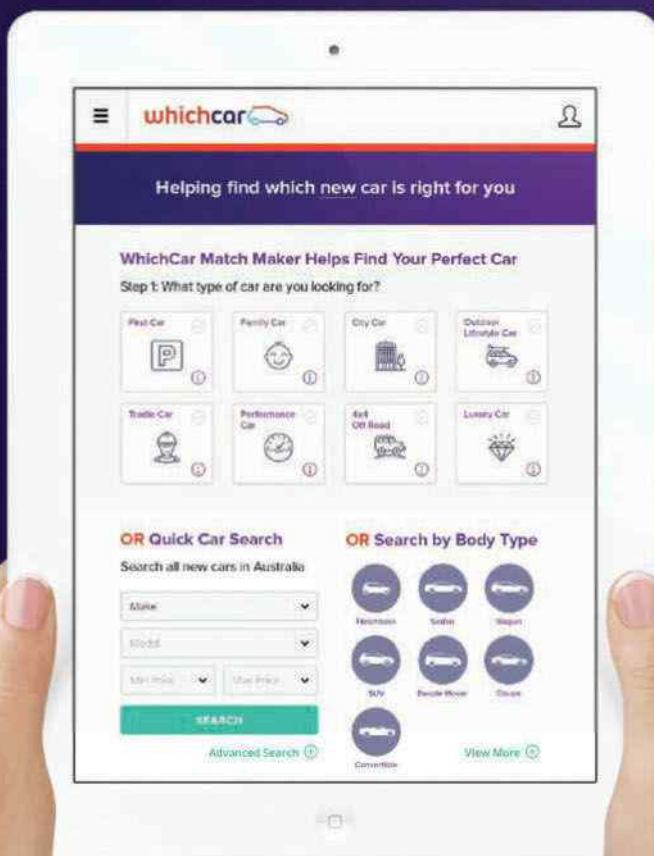 whichcar
Helping find which new car is right for you
WhichCar Match Maker Helps Find Your Perfect Car
Step 1: What type of car are you looking for?
First Car
Family Car
City Car
Outdoor
Lifestyle Car
P
Tradie Car
Performance
Car
4x4
Off Road
Luxury Car
OR Quick Car Search
Search all new cars in Australia
Make
Model
Min Price
Max Price
SEARCH
Advanced Search
OR Search by Body Type
Hatchback
Sedan
Wagon
SUV
People Mover
Coupe
Convertible
View More